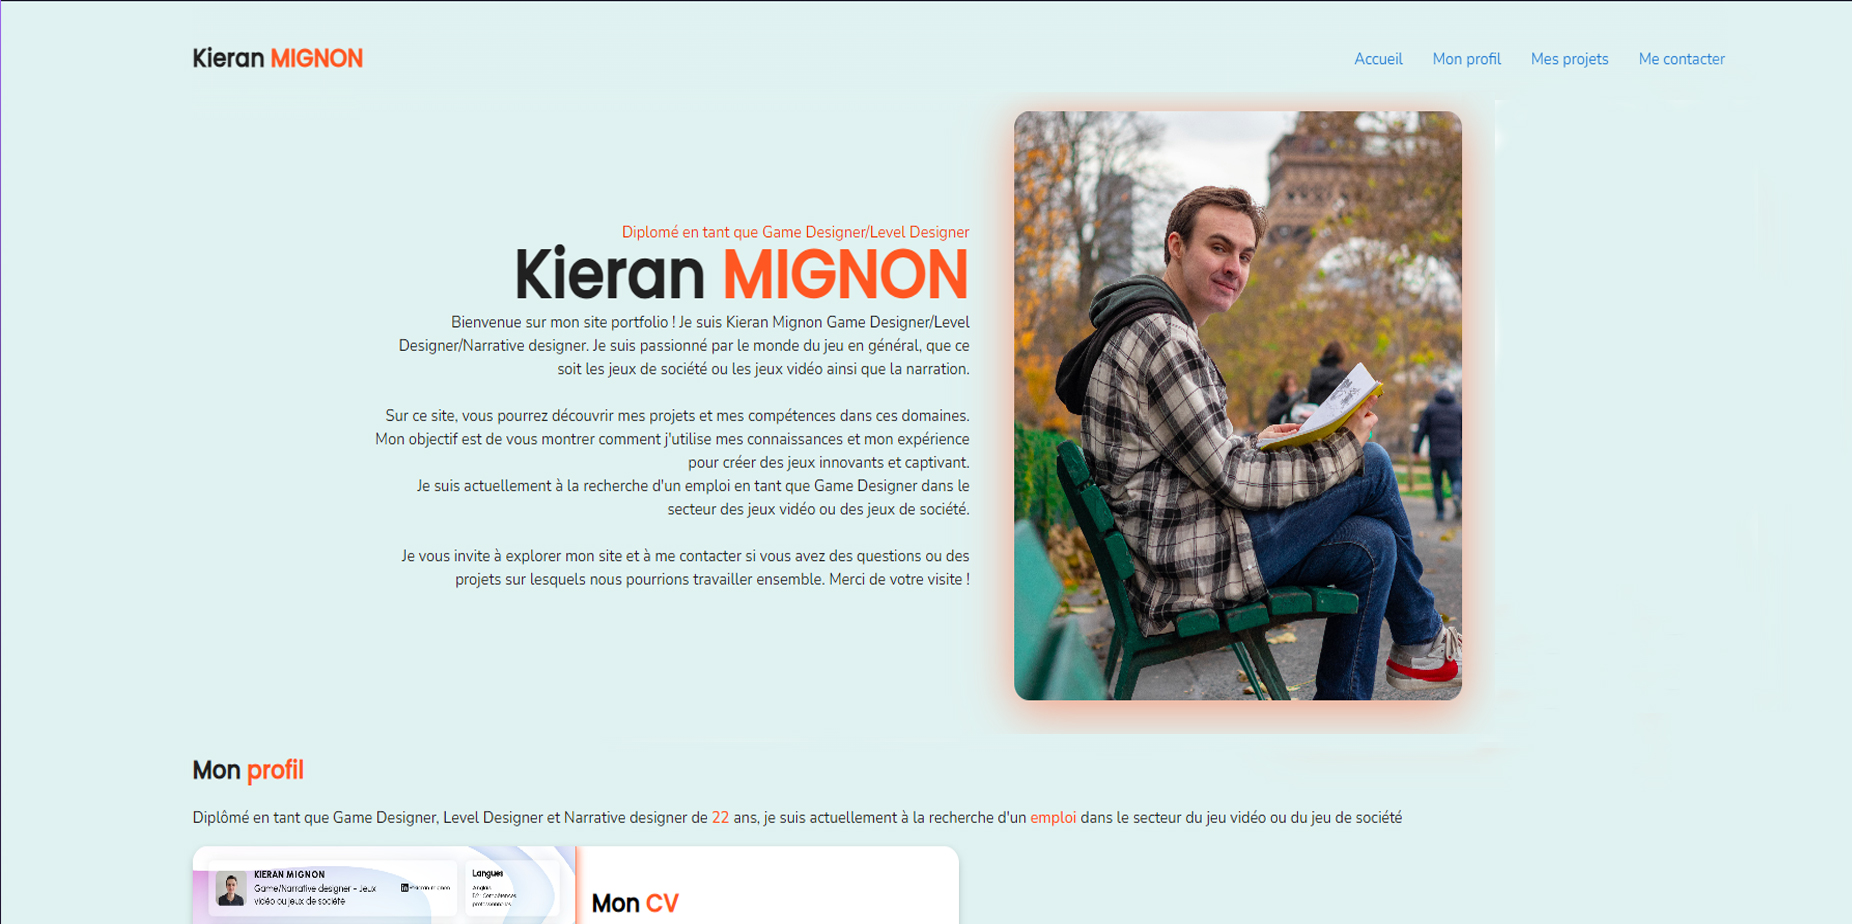 Kieran MIGNON
Accueil Mon profil Mes projets Me contacter
Diplomé en tant que Game Designer/Level Designer
Kieran MIGNON
Bienvenue sur mon site portfolio ! Je suis Kieran Mignon Game Designer/Level
Designer/Narrative designer. Je suis passionné par le monde du jeu en général, que ce
soit les jeux de société ou les jeux vidéo ainsi que la narration.
Sur ce site, vous pourrez découvrir mes projets et mes compétences dans ces domaines.
Mon objectif est de vous montrer comment j'utilise mes connaissances et mon expérience
pour créer des jeux innovants et captivant.
Je suis actuellement à la recherche d'un emploi en tant que Game Designer dans le
secteur des jeux vidéo ou des jeux de société.
Je vous invite à explorer mon site et à me contacter si vous avez des questions ou des
projets sur lesquels nous pourrions travailler ensemble. Merci de votre visite !
Mon profil
Diplômé en tant que Game Designer, Level Designer et Narrative designer de 22 ans, je suis actuellement à la recherche d'un emploi dans le secteur du jeu vidéo ou du jeu de société
KIERAN MIGNON
Game/Narrative designer - Jeux
vidéo ou jeux de société
Langues
Anglais
Mon CV